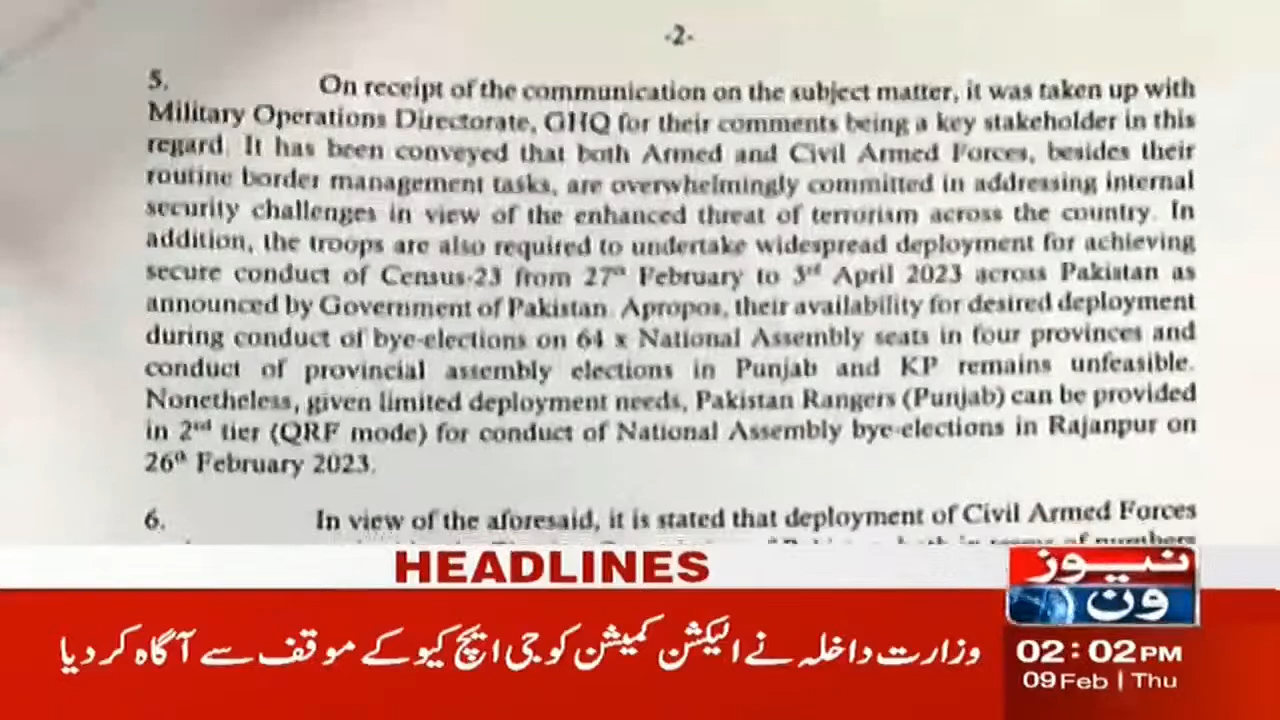 -2-
5. On receipt of the communication on the subject matter, it was taken up with
Military Operations Directorate, GHQ for their comments being a key stakeholder in this
regard. It has been conveyed that both Armed and Civil Armed Forces, besides their
routine border management tasks, are overwhelmingly committed in addressing internal
security challenges in view of the enhanced threat of terrorism across the country. In
addition, the troops are also required to undertake widespread deployment for achieving
secure conduct of Census-23 from 27th February to 3rd April 2023 across Pakistan as
announced by Government of Pakistan. Apropos, their availability for desired deployment
during conduct of bye-elections on 64 x National Assembly seats in four provinces and
conduct of provincial assembly elections in Punjab and KP remains unfeasible.
Nonetheless, given limited deployment needs, Pakistan Rangers (Punjab) can be provided
in 2nd tier (QRF mode) for conduct of National Assembly bye-elections in Rajanpur on
26th February 2023.
6. In view of the aforesaid, it is stated that deployment of Civil Armed Forces
both in terms of numbers
HEADLINES
نیوز
ون
وزارت داخلہ نے الیکشن کمیشن کو جی ایچ کیو کے موقف سے آگاہ کر دیا
02:02PM
09Feb | Thu